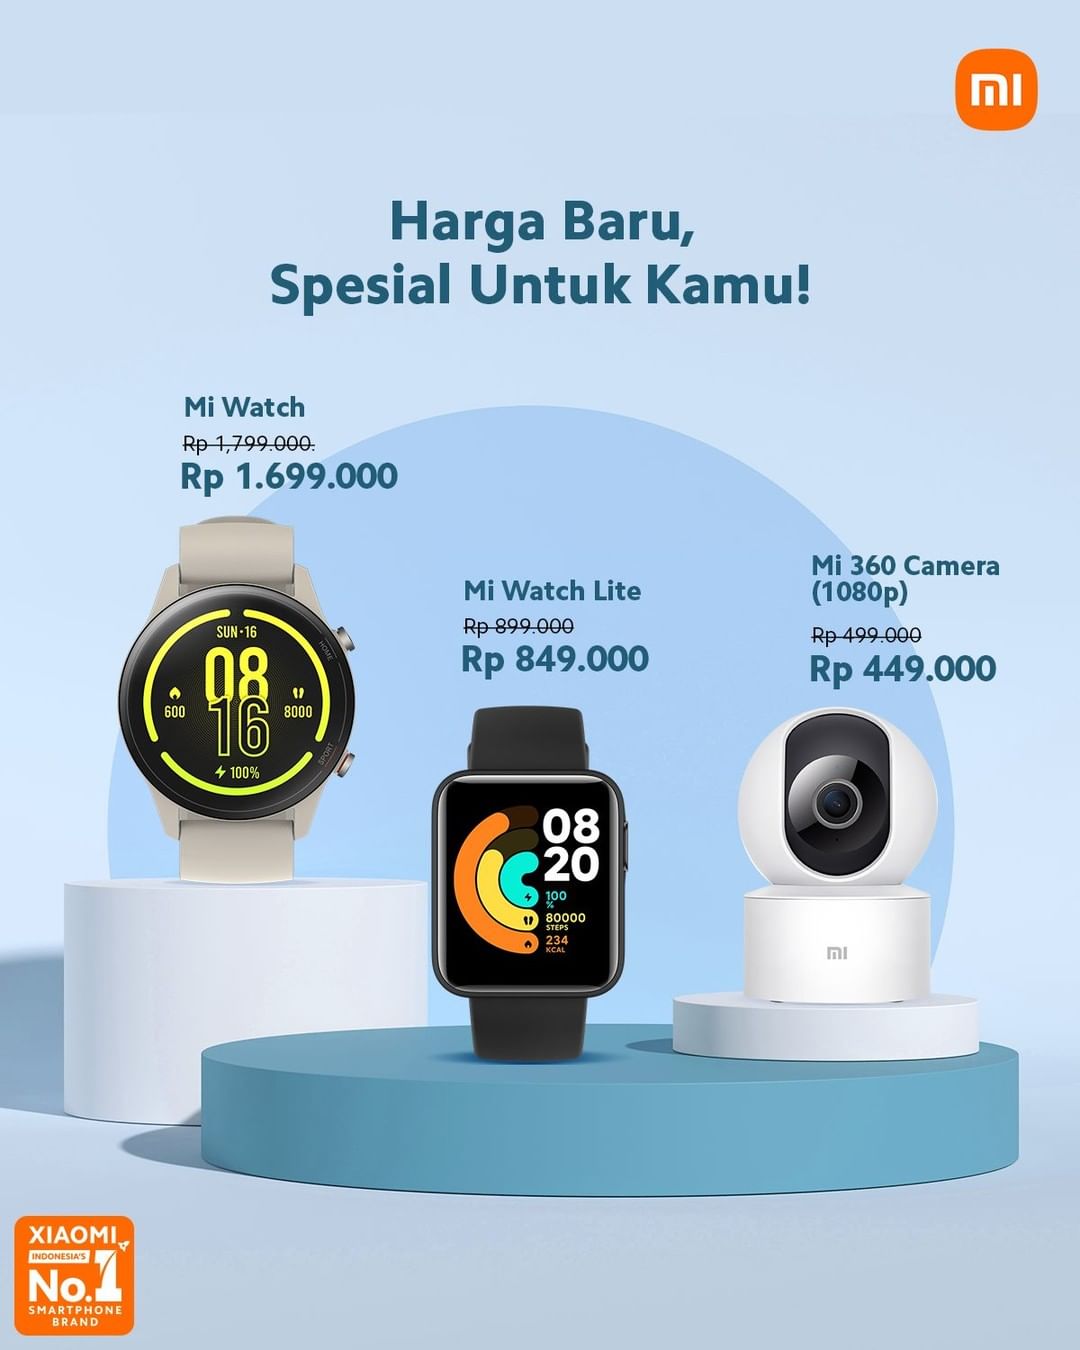 mi
Harga Baru,
Spesial Untuk Kamu!
Mi Watch
Rp 1,799.000.
Rp 1.699.000
SUN•16
HOME
08
16
600
8000
SPORT
100%
Mi Watch Lite
Rp 899.000
Rp 849.000
08
20
100
%
80000
STEPS
234
KCAL
Mi 360 Camera
(1080p)
Rp 499.000
Rp 449.000
mi
XIAOMI
INDONESIA'S
No.1
SMARTPHONE
BRAND